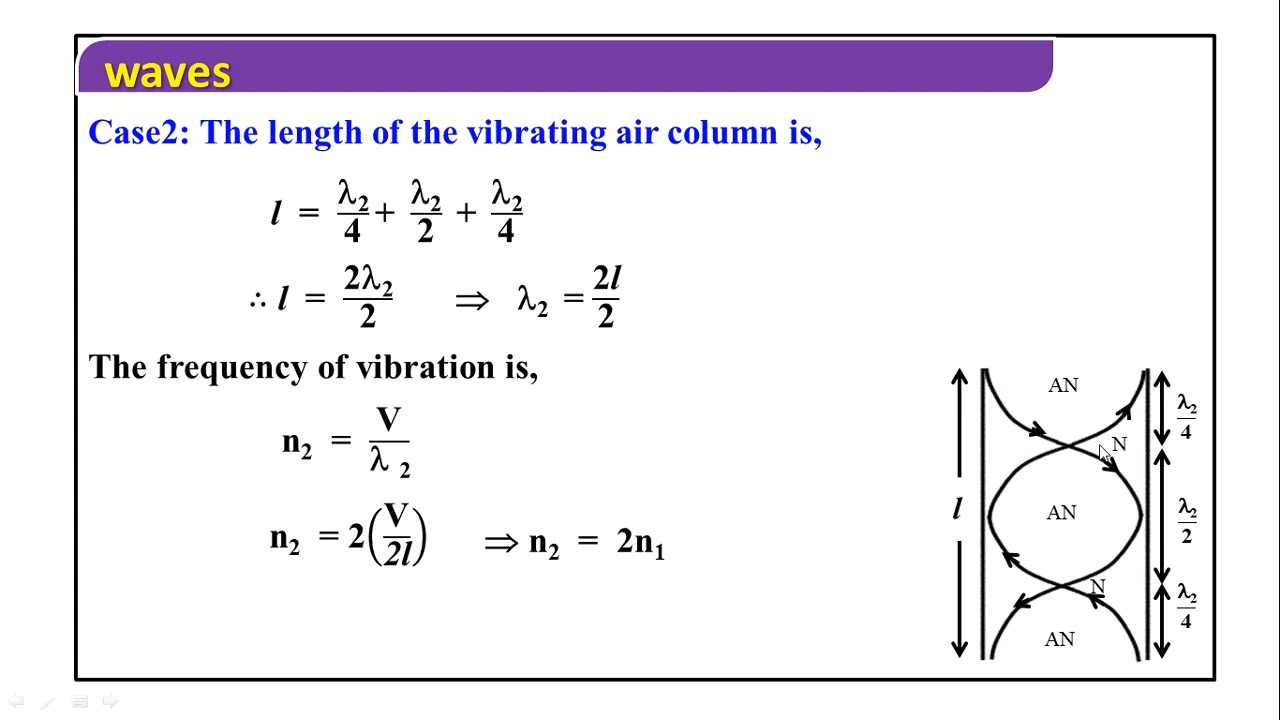 waves
Case2: The length of the vibrating air column is,
l = λ₂/4 + λ₂/2 + λ₂/4
∴ l = 2λ₂/2 ⇒ λ₂ = 2l/2
The frequency of vibration is,
n₂ = V/λ ₂
n₂ = 2(V/2l) ⇒ n₂ = 2n₁
AN
λ₂/4
N
l
AN
λ₂/2
N
λ₂/4
AN